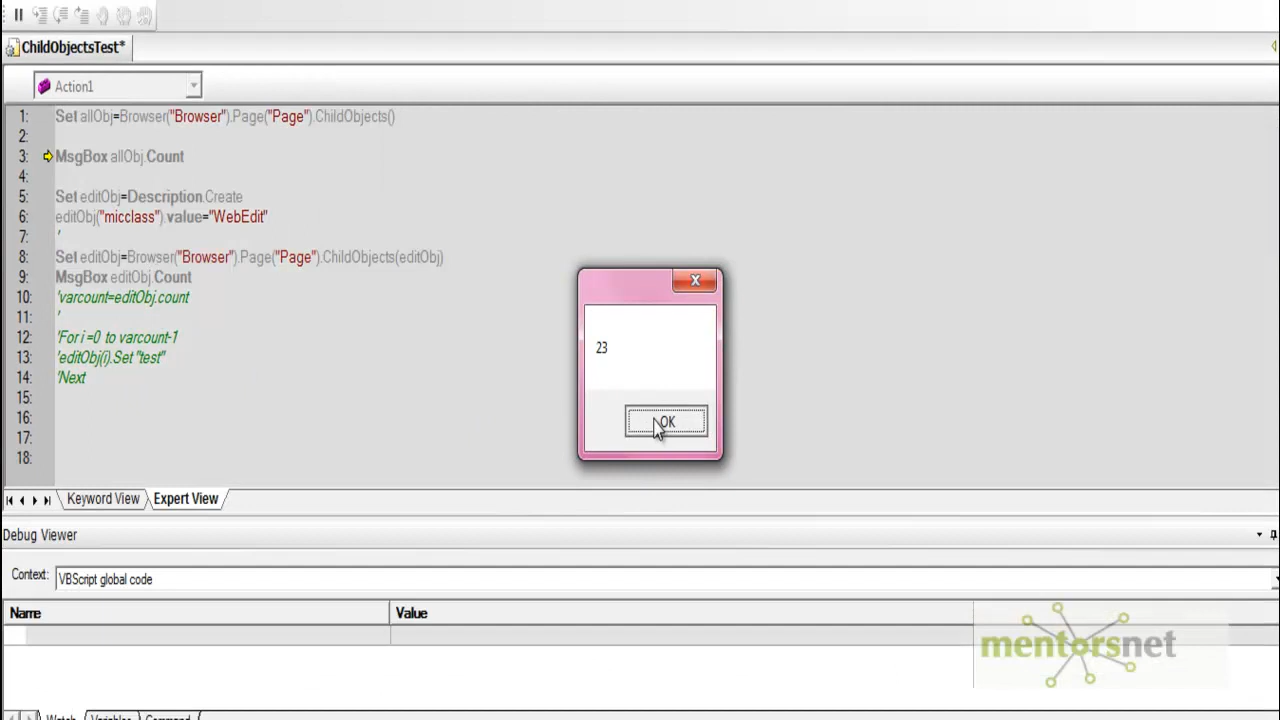 ChildObjectsTest*
Action1
1: Set allObj=Browser("Browser").Page("Page").ChildObjects()
2:
3: MsgBox allObj.Count
4:
5: Set editObj=Description.Create
6: editObj("micclass").value="WebEdit"
7: '
8: Set editObj=Browser("Browser").Page("Page").ChildObjects(editObj)
9: MsgBox editObj.Count
10: 'varcount=editObj.count
11: '
12: 'For i =0 to varcount-1
13: 'editObj(i).Set "test"
14: 'Next
15:
16:
17:
18:
X
23
OK
Keyword View Expert View
Debug Viewer
Context: VBScript global code
Name Value
mentorsnet
Watch Variables Command